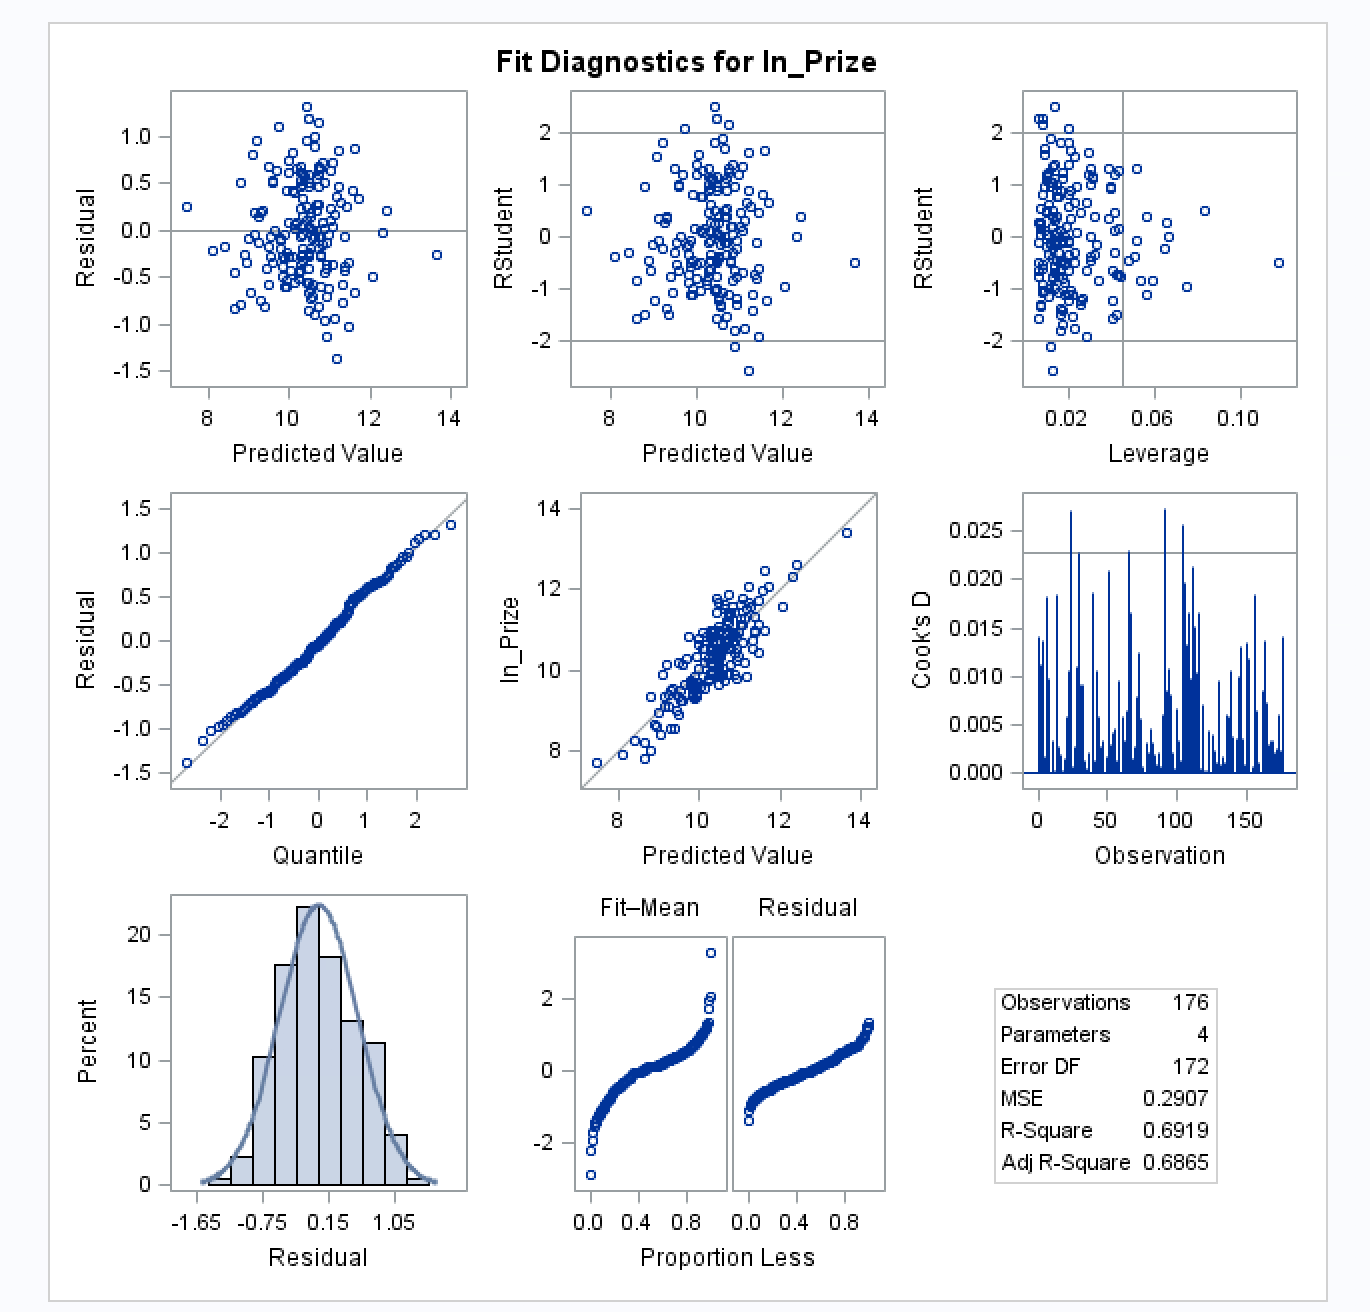 Fit Diagnostics for ln_Prize
1.0
0.5
0.0
-0.5
-1.0
-1.5
Residual
8 10 12 14
Predicted Value
2
1
0
-1
-2
RStudent
8 10 12 14
Predicted Value
2
1
0
-1
-2
RStudent
0.02 0.06 0.10
Leverage
1.5
1.0
0.5
0.0
-0.5
-1.0
-1.5
Residual
-2 -1 0 1 2
Quantile
14
12
10
8
ln_Prize
8 10 12 14
Predicted Value
0.025
0.020
0.015
0.010
0.005
0.000
Cook's D
0 50 100 150
Observation
20
15
10
5
0
Percent
-1.65 -0.75 0.15 1.05
Residual
Fit–Mean Residual
2
0
-2
0.0 0.4 0.8 0.0 0.4 0.8
Proportion Less
Observations 176
Parameters 4
Error DF 172
MSE 0.2907
R-Square 0.6919
Adj R-Square 0.6865